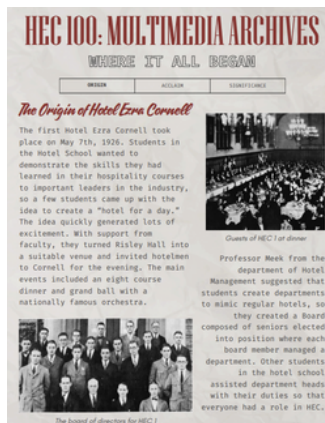 HEC 100: MULTIMEDIA ARCHIVES
WHERE IT ALL BEGAN
ORIGIN
ACCLAIM
SIGNIFICANCE
The Origin of Hotel Ezra Cornell
The first Hotel Ezra Cornell took
place on May 7th, 1926. Students in
the Hotel School wanted to
demonstrate the skills they had
learned in their hospitality courses
to important leaders in the industry,
so a few students came up with the
idea to create a "hotel for a day."
The idea quickly generated lots of
excitement. With support from
faculty, they turned Risley Hall into
a suitable venue and invited hotelmen
to Cornell for the evening. The main
events included an eight course
dinner and grand ball with a
nationally famous orchestra.
Guests of HEC I at dinner
Professor Meek from the
department of Hotel
Management suggested that
students create departments
to mimic regular hotels, so
they created a Board
composed of seniors elected
into position where each
board member managed a
department. Other students
in the hotel school
assisted department heads
with their duties so that
everyone had a role in HEC.
The board of directors for HEC I